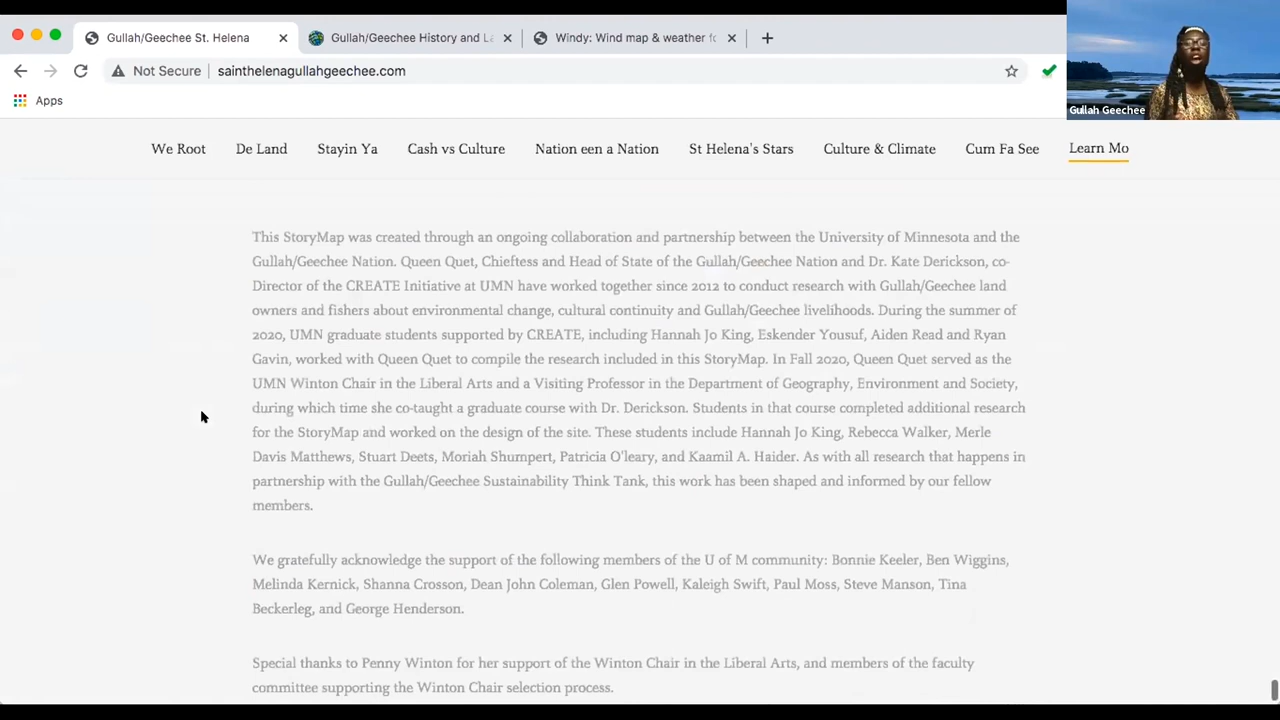 Gullah/Geechee St. Helena
Gullah/Geechee History and La
Windy: Wind map & weather fo
Not Secure
sainthelenagullahgeechee.com
Apps
Gullah Geechee
We Root
De Land
Stayin Ya
Cash vs Culture
Nation een a Nation
St Helena's Stars
Culture & Climate
Cum Fa See
Learn Mo
This StoryMap was created through an ongoing collaboration and partnership between the University of Minnesota and the
Gullah/Geechee Nation. Queen Quet, Chieftess and Head of State of the Gullah/Geechee Nation and Dr. Kate Derickson, co-
Director of the CREATE Initiative at UMN have worked together since 2012 to conduct research with Gullah/Geechee land
owners and fishers about environmental change, cultural continuity and Gullah/Geechee livelihoods. During the summer of
2020, UMN graduate students supported by CREATE, including Hannah Jo King, Eskender Yousuf, Aiden Read and Ryan
Gavin, worked with Queen Quet to compile the research included in this StoryMap. In Fall 2020, Queen Quet served as the
UMN Winton Chair in the Liberal Arts and a Visiting Professor in the Department of Geography, Environment and Society,
during which time she co-taught a graduate course with Dr. Derickson. Students in that course completed additional research
for the StoryMap and worked on the design of the site. These students include Hannah Jo King, Rebecca Walker, Merle
Davis Matthews, Stuart Deets, Moriah Shumpert, Patricia O'leary, and Kaamil A. Haider. As with all research that happens in
partnership with the Gullah/Geechee Sustainability Think Tank, this work has been shaped and informed by our fellow
members.
We gratefully acknowledge the support of the following members of the U of M community: Bonnie Keeler, Ben Wiggins,
Melinda Kernick, Shanna Crosson, Dean John Coleman, Glen Powell, Kaleigh Swift, Paul Moss, Steve Manson, Tina
Beckerleg, and George Henderson.
Special thanks to Penny Winton for her support of the Winton Chair in the Liberal Arts, and members of the faculty
committee supporting the Winton Chair selection process.